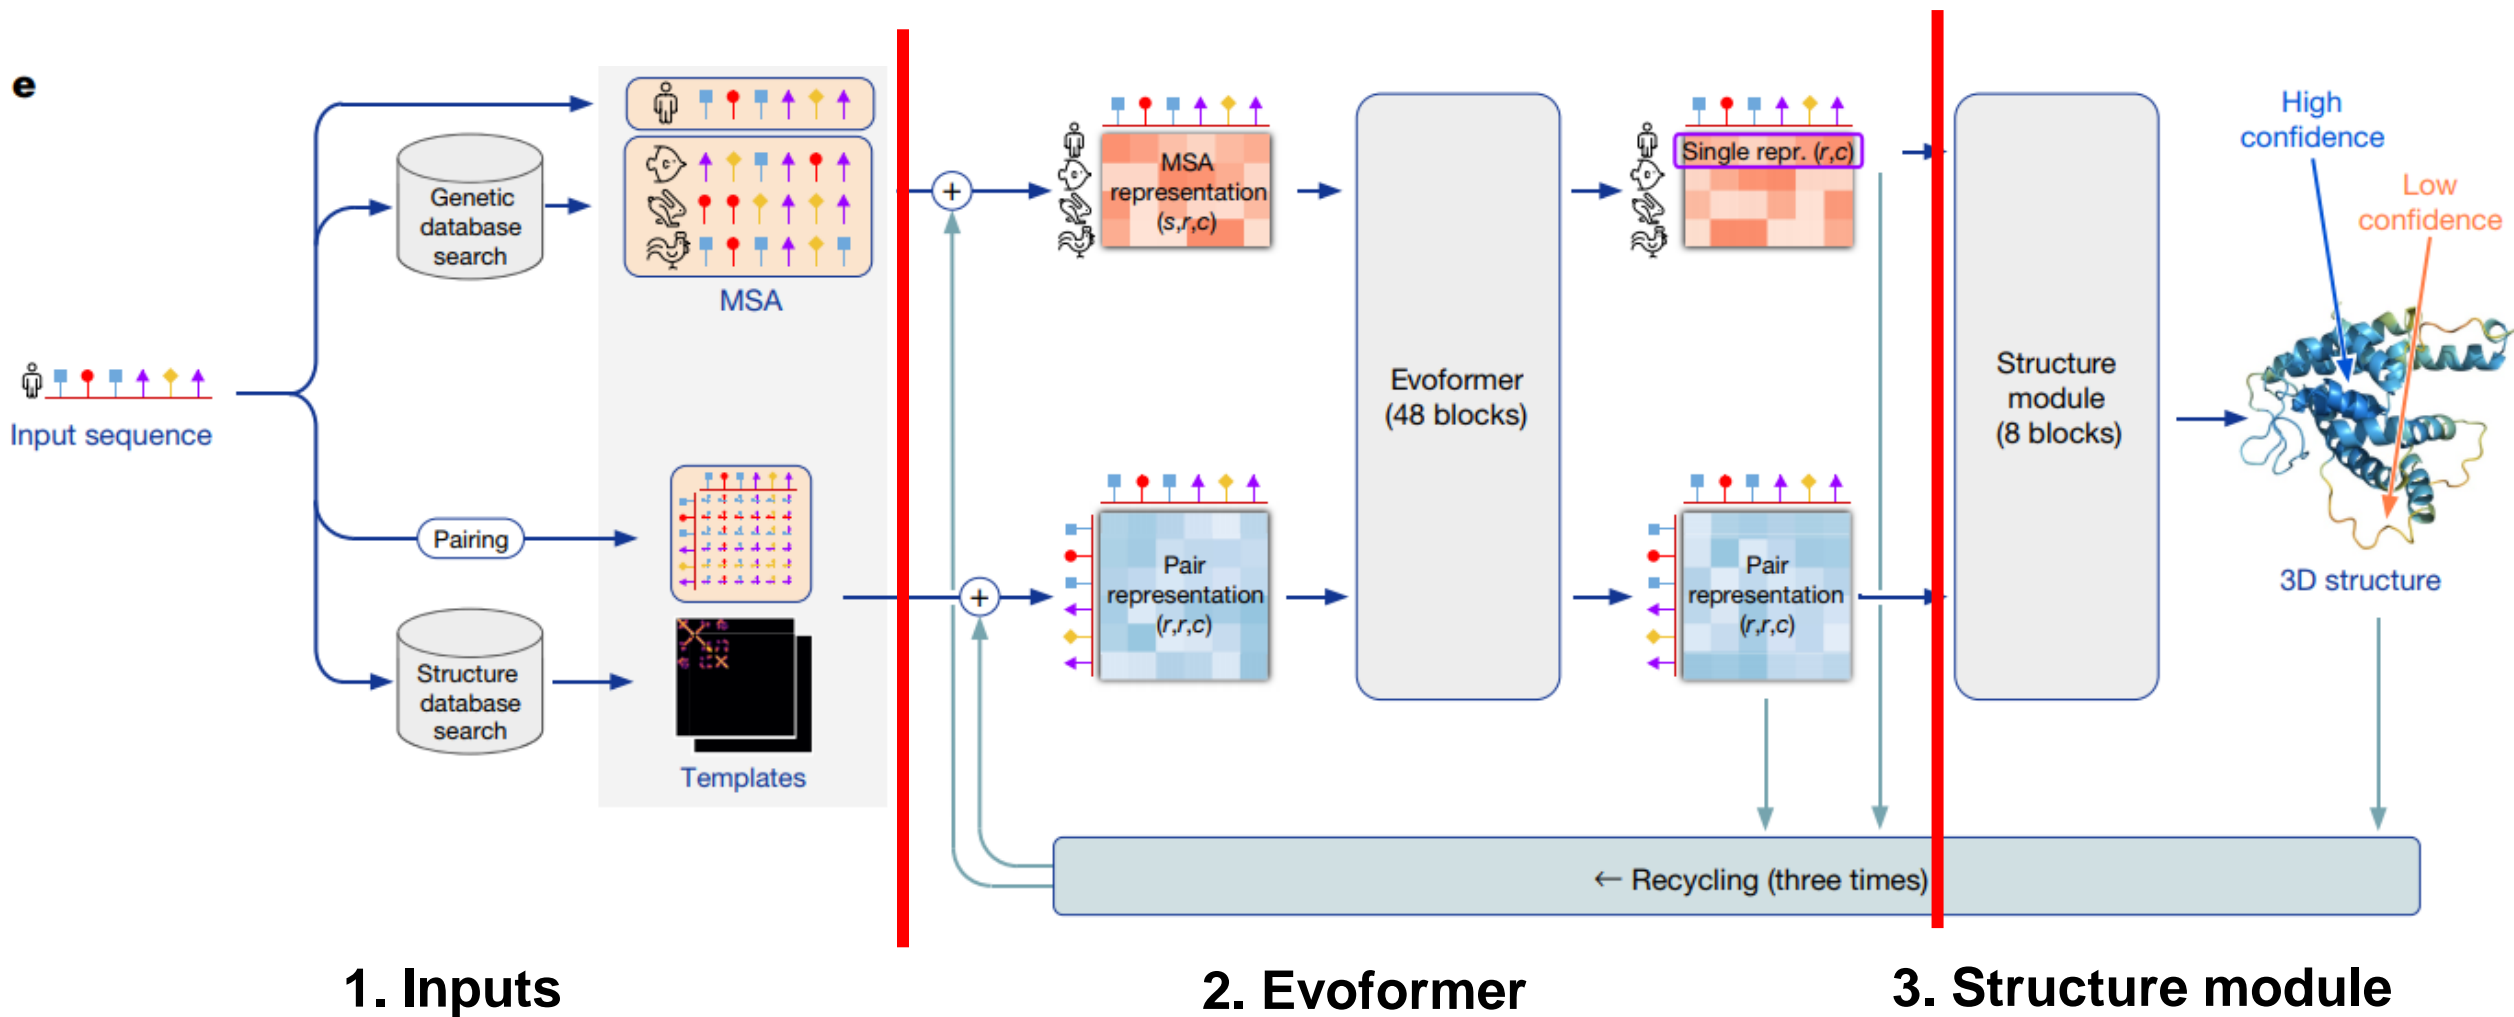 e
Input sequence
Genetic
database
search
Pairing
Structure
database
search
MSA
Templates
+
+
MSA
representation
(s,r,c)
Pair
representation
(r,r,c)
Evoformer
(48 blocks)
Single repr. (r,c)
Pair
representation
(r,r,c)
Structure
module
(8 blocks)
High
confidence
Low
confidence
3D structure
← Recycling (three times)
1. Inputs
2. Evoformer
3. Structure module